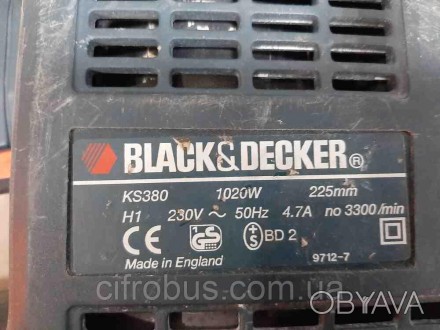 BLACK&DECKER®
KS380 1020W 225mm
H1 230V ~ 50Hz 4.7A no 3300/min
CE GS S BD 2
Made in England 9712-7
cifrobus.com.ua
OBYAVA